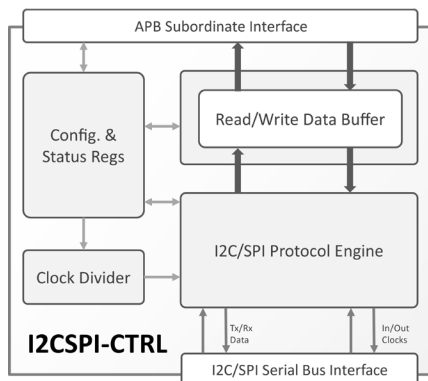 APB Subordinate Interface
Config. &
Status Regs
Read/Write Data Buffer
I2C/SPI Protocol Engine
Clock Divider
Tx/Rx
Data
In/Out
Clocks
I2CSPI-CTRL
I2C/SPI Serial Bus Interface